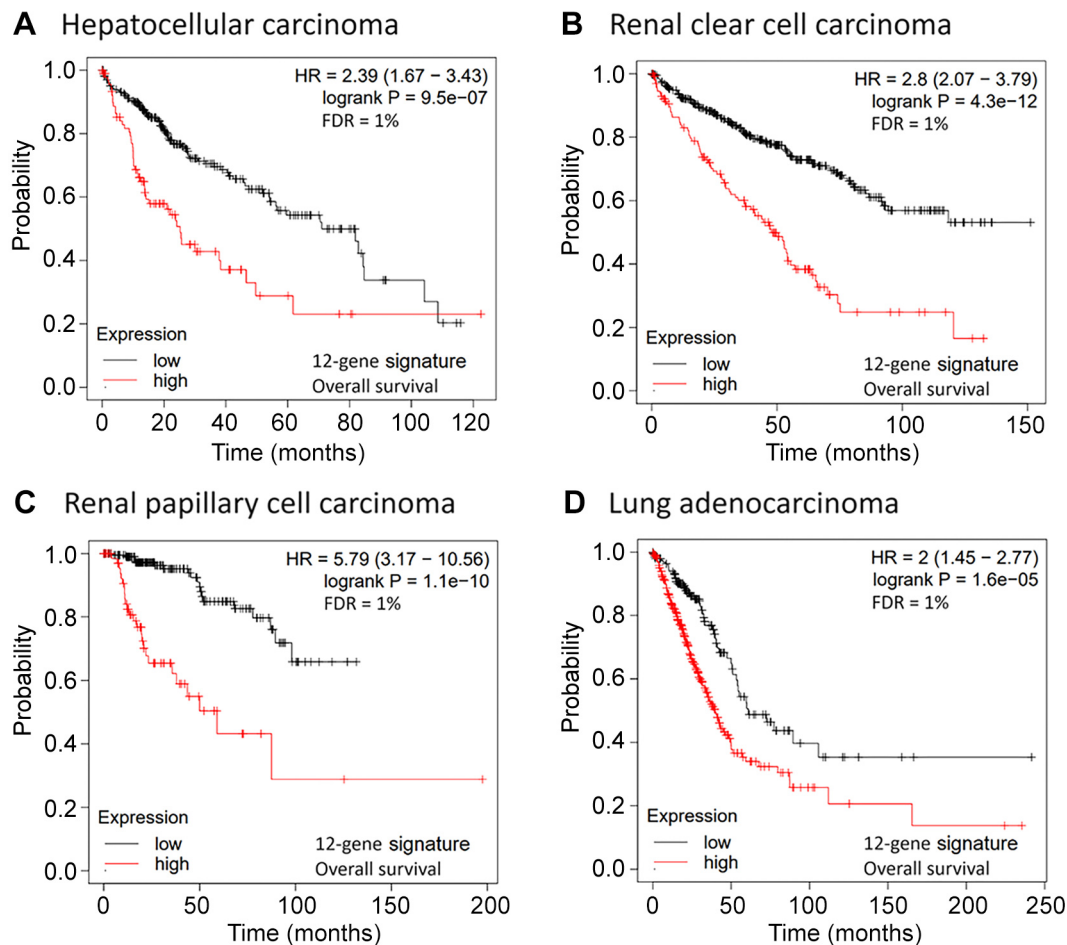 A Hepatocellular carcinoma
HR = 2.39 (1.67 – 3.43)
logrank P = 9.5e−07
FDR = 1%
Probability
1.0
0.8
0.6
0.4
0.2
0.0
Expression
low
high
12-gene signature
Overall survival
0 20 40 60 80 100 120
Time (months)
B Renal clear cell carcinoma
HR = 2.8 (2.07 – 3.79)
logrank P = 4.3e−12
FDR = 1%
Probability
1.0
0.8
0.6
0.4
0.2
0.0
Expression
low
high
12-gene signature
Overall survival
0 50 100 150
Time (months)
C Renal papillary cell carcinoma
HR = 5.79 (3.17 – 10.56)
logrank P = 1.1e−10
FDR = 1%
Probability
1.0
0.8
0.6
0.4
0.2
0.0
Expression
low
high
12-gene signature
Overall survival
0 50 100 150 200
Time (months)
D Lung adenocarcinoma
HR = 2 (1.45 – 2.77)
logrank P = 1.6e−05
FDR = 1%
Probability
1.0
0.8
0.6
0.4
0.2
0.0
Expression
low
high
12-gene signature
Overall survival
0 50 100 150 200 250
Time (months)